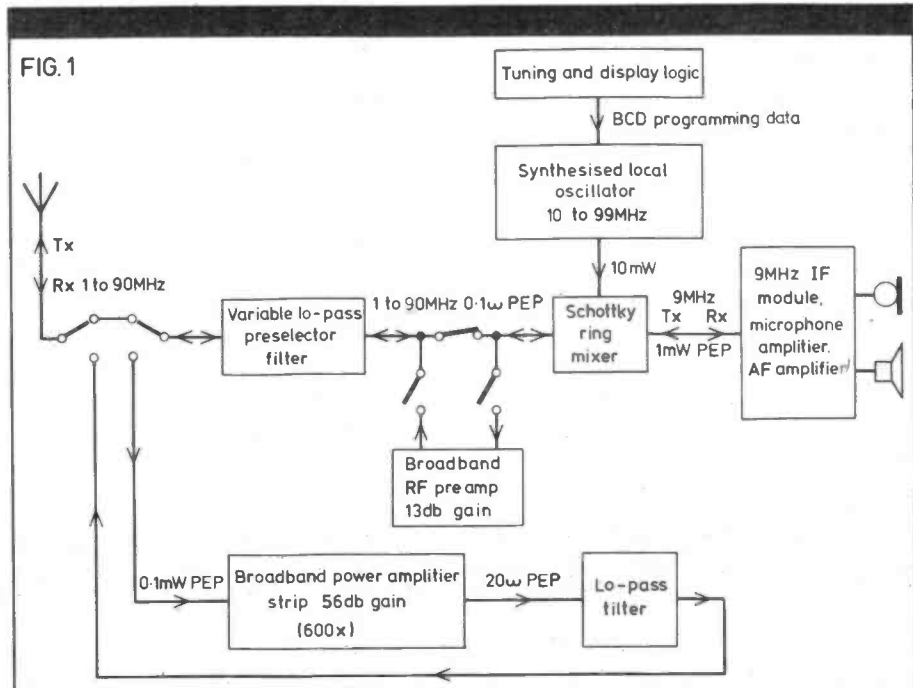 FIG. 1
Tuning and display logic
BCD programming data
Synthesised local
oscillator
10 to 99MHz
10mW
Tx
Rx 1 to 90MHz
Variable lo-pass
preselector
filter
1 to 90MHz 0·1ω PEP
Schottky
ring
mixer
9MHz
Tx Rx
1mW PEP
9MHz IF
module,
microphone
amplitier.
AF amplifier
Broadband
RF preamp
13db gain
0·1mW PEP
Broadband power amplitier
strip 56db gain
(600x)
20ω PEP
Lo-pass
tilter